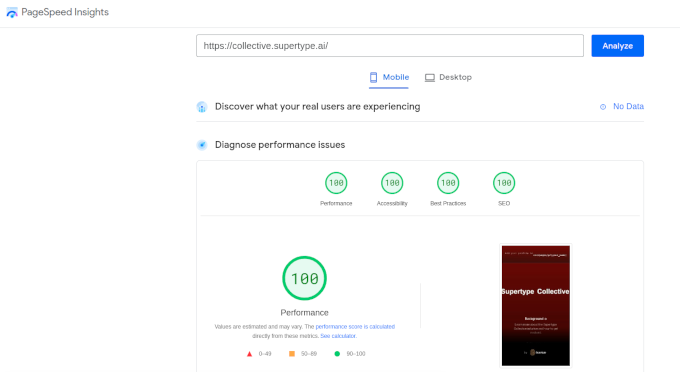 PageSpeed Insights
https://collective.supertype.ai/
Analyze
Mobile
Desktop
Discover what your real users are experiencing
No Data
Diagnose performance issues
100
100
100
100
Performance
Accessibility
Best Practices
SEO
100
Performance
Values are estimated and may vary. The performance score is calculated
directly from these metrics. See calculator.
0–49
50–89
90–100
Supertype Collective
Background
by